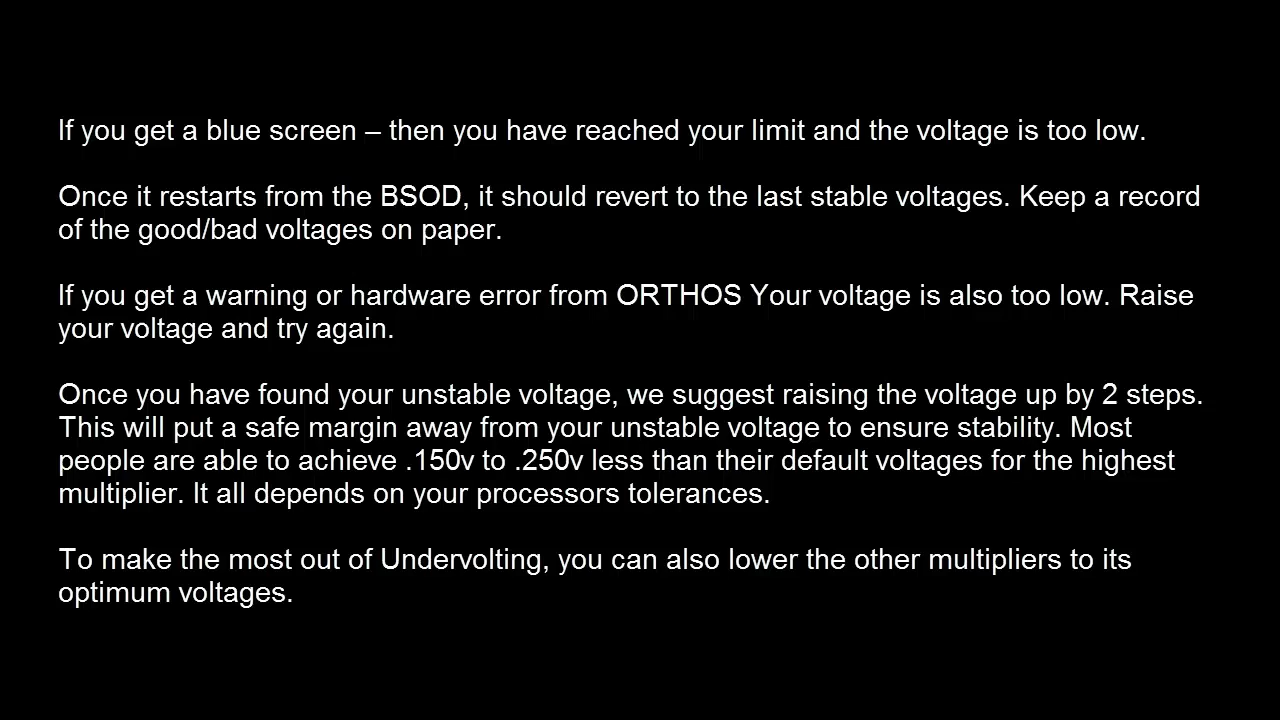 If you get a blue screen – then you have reached your limit and the voltage is too low.
Once it restarts from the BSOD, it should revert to the last stable voltages. Keep a record
of the good/bad voltages on paper.
If you get a warning or hardware error from ORTHOS Your voltage is also too low. Raise
your voltage and try again.
Once you have found your unstable voltage, we suggest raising the voltage up by 2 steps.
This will put a safe margin away from your unstable voltage to ensure stability. Most
people are able to achieve .150v to .250v less than their default voltages for the highest
multiplier. It all depends on your processors tolerances.
To make the most out of Undervolting, you can also lower the other multipliers to its
optimum voltages.